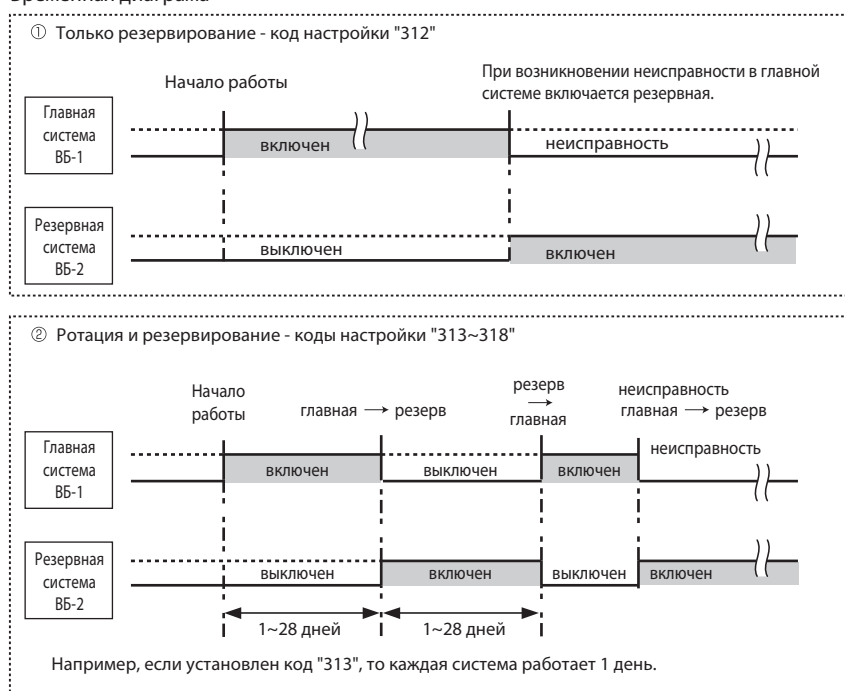 ① Только резервирование - код настройки "312"
Начало работы
При возникновении неисправности в главной
системе включается резервная.
Главная
система
ВБ-1
включен
неисправность
Резервная
система
ВБ-2
выключен
включен
② Ротация и резервирование - коды настройки "313~318"
Начало
работы
главная → резерв
резерв
→
главная
неисправность
главная → резерв
Главная
система
ВБ-1
включен
выключен
включен
неисправность
Резервная
система
ВБ-2
выключен
включен
выключен
включен
1~28 дней
1~28 дней
Например, если установлен код "313", то каждая система работает 1 день.